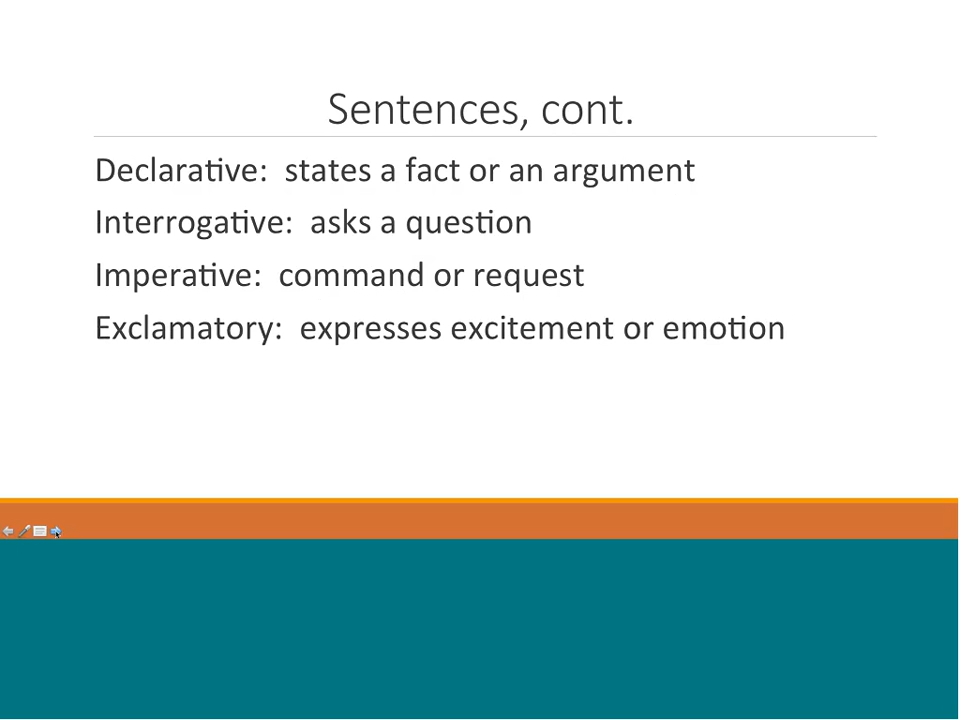 Sentences, cont.
Declarative:  states a fact or an argument
Interrogative:  asks a question
Imperative:  command or request
Exclamatory:  expresses excitement or emotion